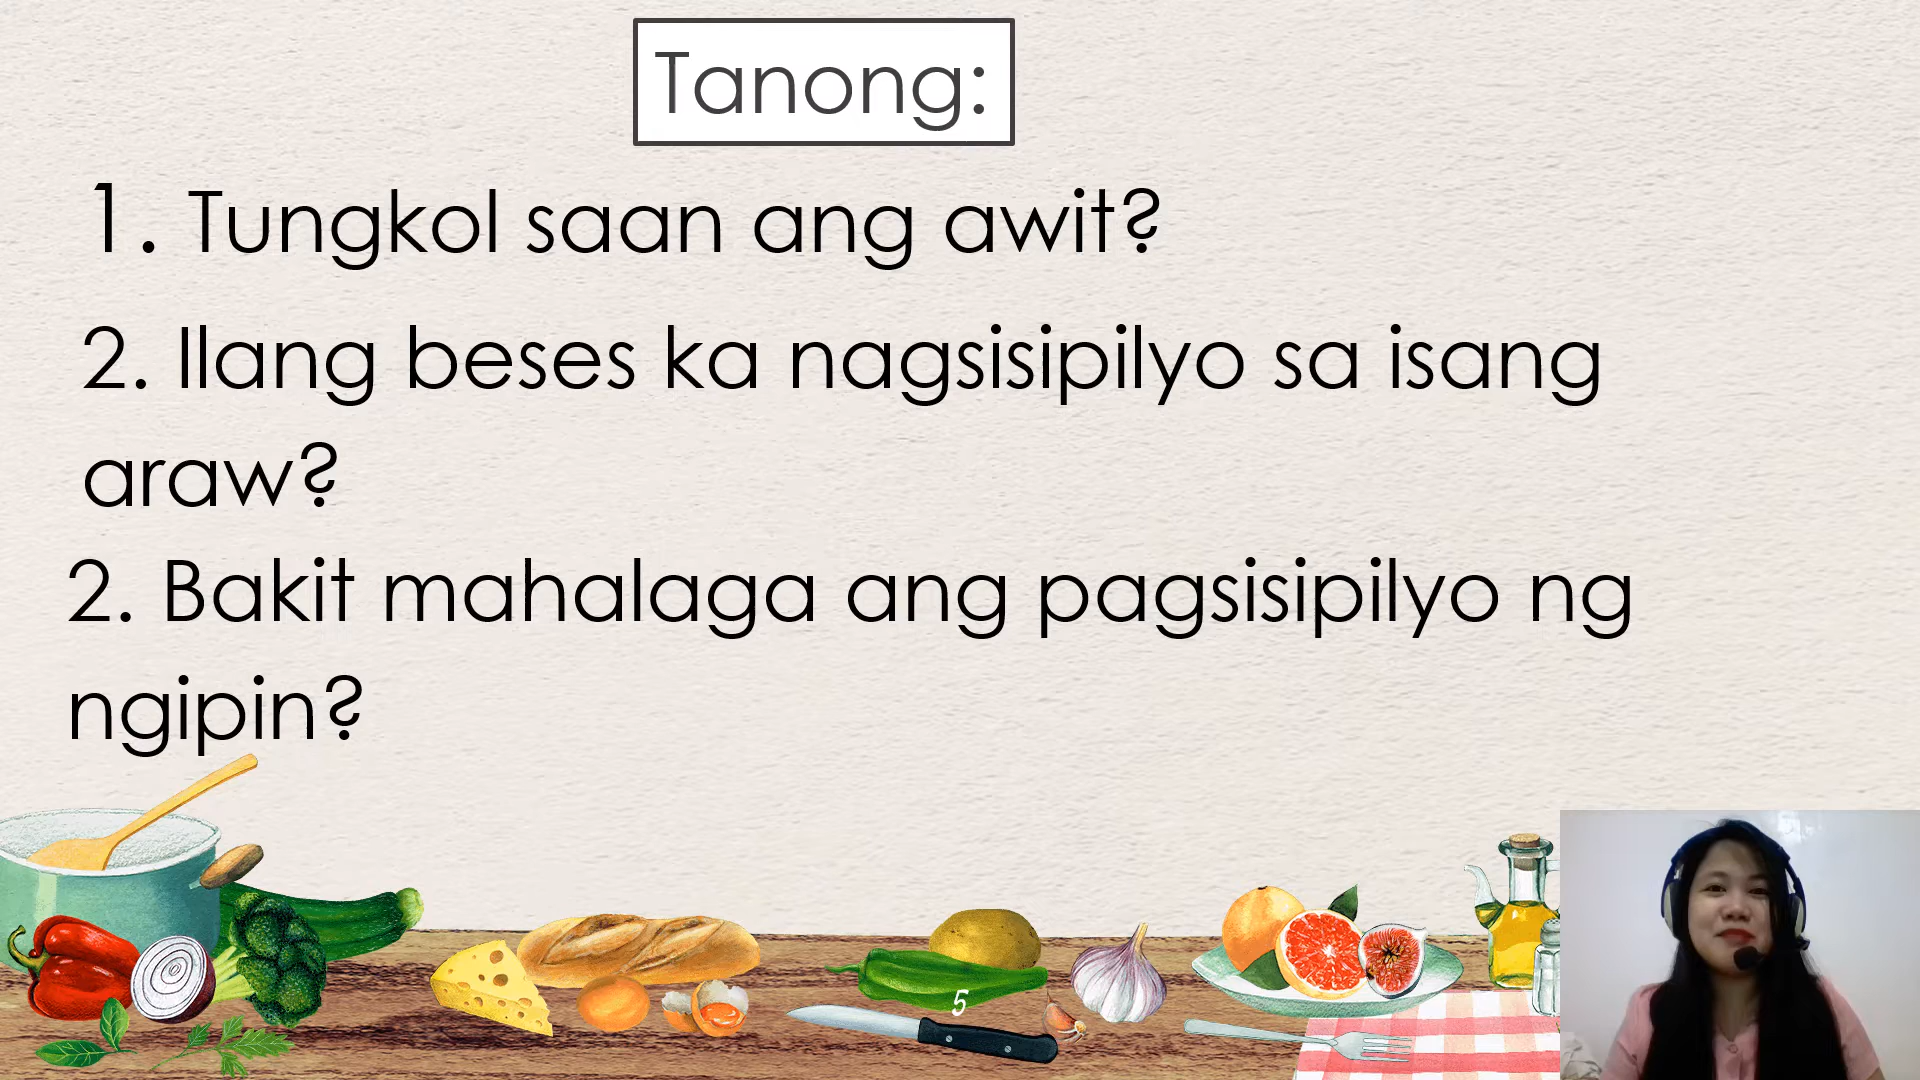 Tanong:
1. Tungkol saan ang awit?
2. Ilang beses ka nagsisipilyo sa isang
araw?
2. Bakit mahalaga ang pagsisipilyo ng
ngipin?
5